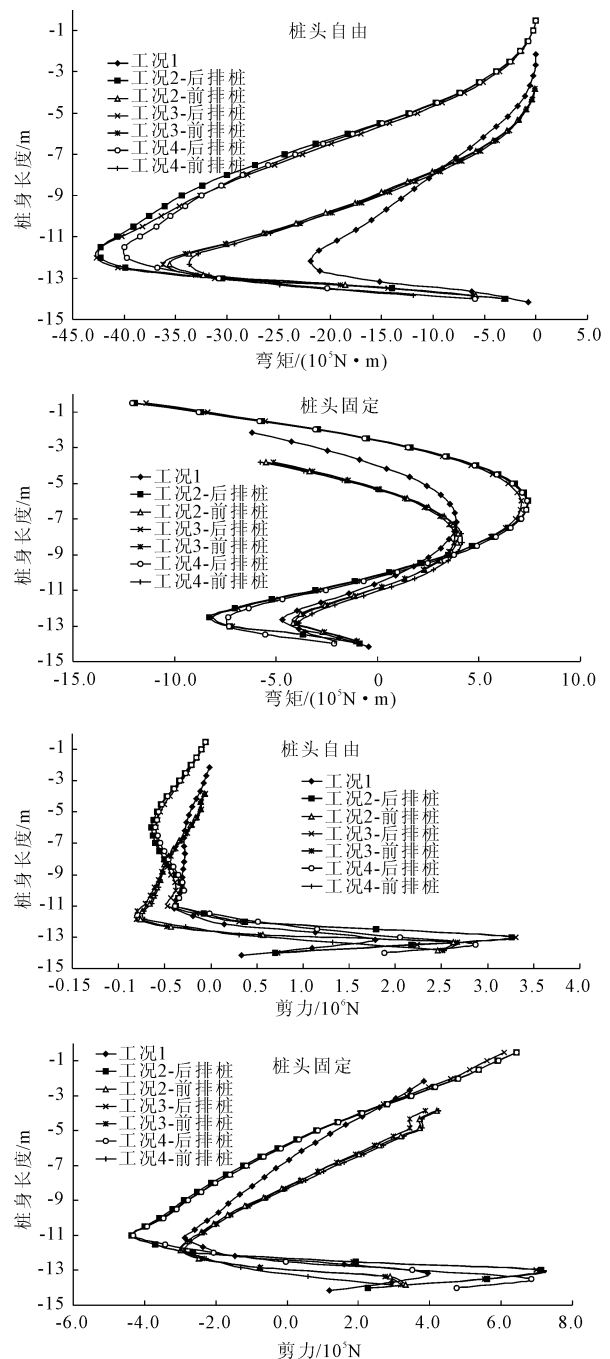 桩头自由
-1
-3
-5
-7
-9
-11
-13
-15
桩身长度/m
工况1
工况2-后排桩
工况2-前排桩
工况3-后排桩
工况3-前排桩
工况4-后排桩
工况4-前排桩
-45.0 -40.0 -35.0 -30.0 -25.0 -20.0 -15.0 -10.0 -5.0 0 5.0
弯矩/(10⁵N·m)
桩头固定
-1
-3
-5
-7
-9
-11
-13
-15
桩身长度/m
工况1
工况2-后排桩
工况2-前排桩
工况3-后排桩
工况3-前排桩
工况4-后排桩
工况4-前排桩
-15.0 -10.0 -5.0 0 5.0 10.0
弯矩/(10⁵N·m)
桩头自由
-1
-3
-5
-7
-9
-11
-13
-15
桩身长度/m
工况1
工况2-后排桩
工况2-前排桩
工况3-后排桩
工况3-前排桩
工况4-后排桩
工况4-前排桩
-0.15 -0.1 -0.5 0.0 0.5 1.0 1.5 2.0 2.5 3.0 3.5 4.0
剪力/10⁶N
桩头固定
-1
-3
-5
-7
-9
-11
-13
-15
桩身长度/m
工况1
工况2-后排桩
工况2-前排桩
工况3-后排桩
工况3-前排桩
工况4-后排桩
工况4-前排桩
-6.0 -4.0 -2.0 0.0 2.0 4.0 6.0 8.0
剪力/10⁵N